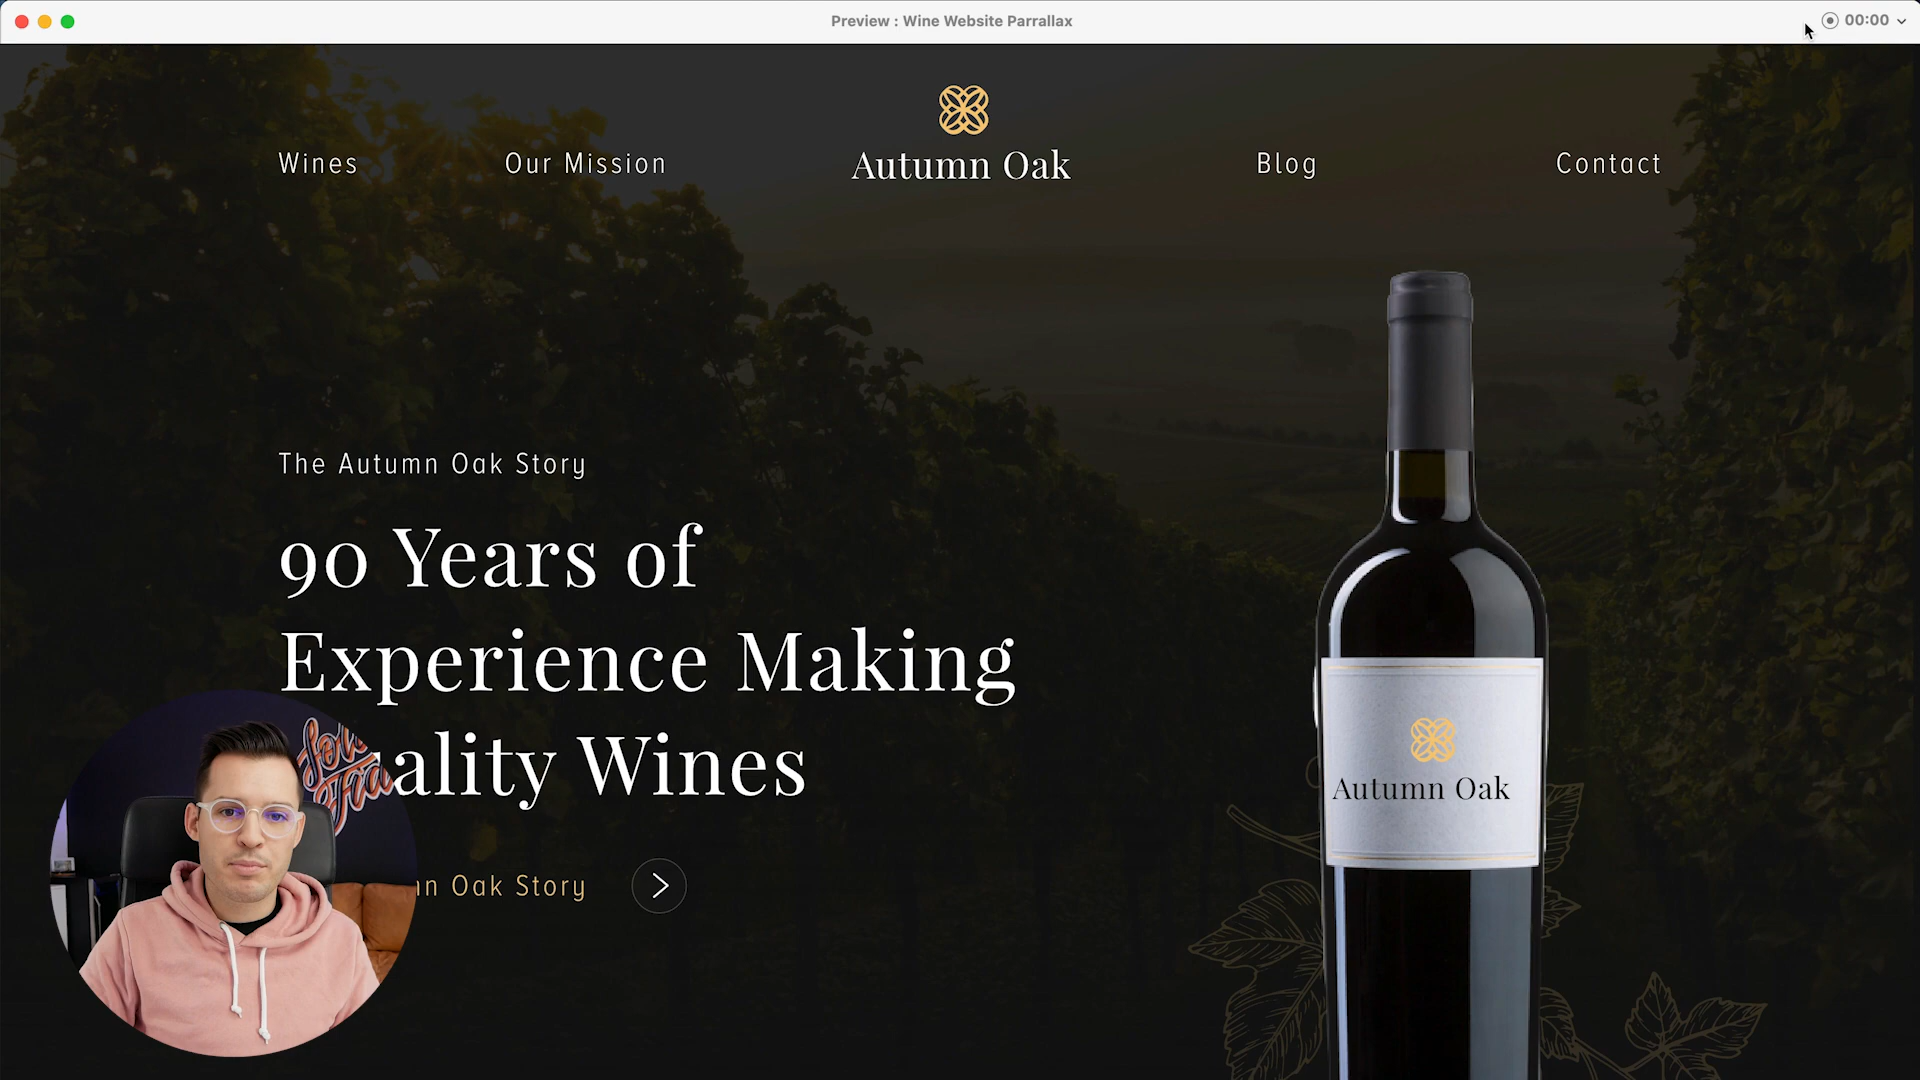 Preview : Wine Website Parrallax
00:00
Wines
Our Mission
Autumn Oak
Blog
Contact
The Autumn Oak Story
90 Years of
Experience Making
Wines
Oak Story
Autumn Oak